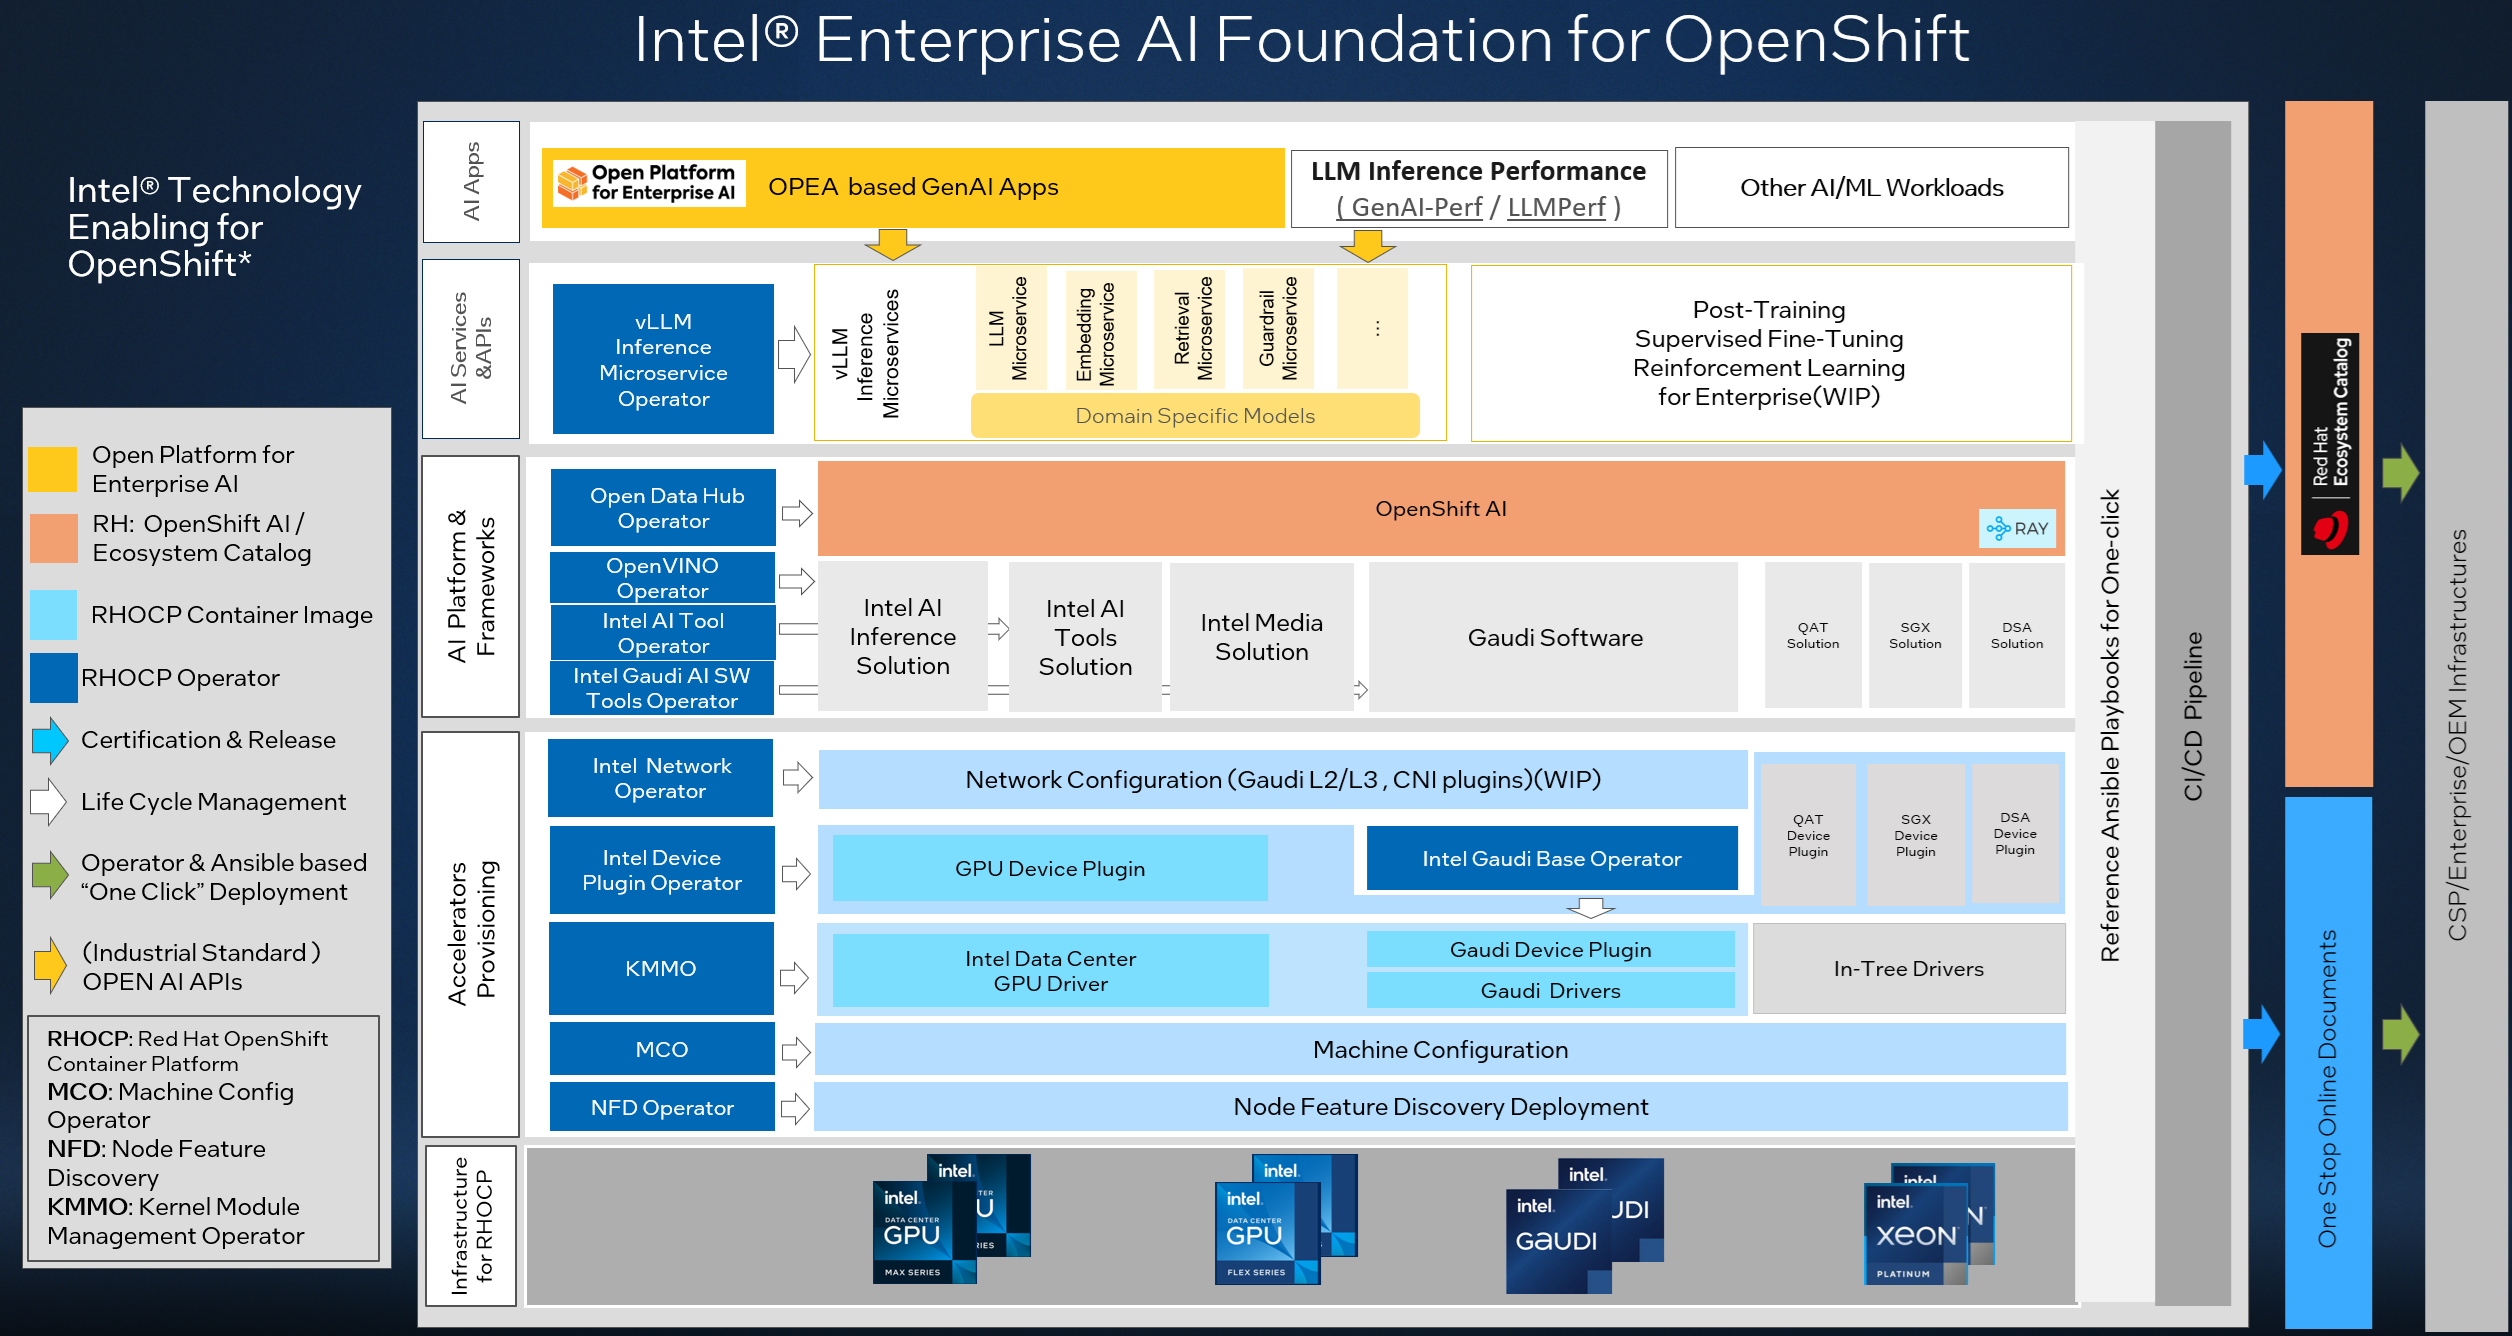 Intel® Enterprise AI Foundation for OpenShift
Intel® Technology
Enabling for
OpenShift*
Open Platform for
Enterprise AI
RH: OpenShift AI /
Ecosystem Catalog
RHOCP Container Image
RHOCP Operator
Certification & Release
Life Cycle Management
Operator & Ansible based
“One Click” Deployment
(Industrial Standard )
OPEN AI APIs
RHOCP: Red Hat OpenShift
Container Platform
MCO: Machine Config
Operator
NFD: Node Feature
Discovery
KMMO: Kernel Module
Management Operator
AI Apps
Open Platform
for Enterprise AI
OPEA based GenAI Apps
LLM Inference Performance
( GenAI-Perf / LLMPerf )
Other AI/ML Workloads
AI Services
&APIs
vLLM
Inference
Microservice
Operator
vLLM
Inference
Microservices
LLM
Microservice
Embedding
Microservice
Retrieval
Microservice
Guardrail
Microservice
...
Domain Specific Models
Post-Training
Supervised Fine-Tuning
Reinforcement Learning
for Enterprise(WIP)
AI Platform &
Frameworks
Open Data Hub
Operator
OpenShift AI
RAY
OpenVINO
Operator
Intel AI Tool
Operator
Intel Gaudi AI SW
Tools Operator
Intel AI
Inference
Solution
Intel AI
Tools
Solution
Intel Media
Solution
Gaudi Software
QAT
Solution
SGX
Solution
DSA
Solution
Accelerators
Provisioning
Intel Network
Operator
Network Configuration (Gaudi L2/L3 , CNI plugins)(WIP)
QAT
Device
Plugin
SGX
Device
Plugin
DSA
Device
Plugin
Intel Device
Plugin Operator
GPU Device Plugin
Intel Gaudi Base Operator
KMMO
Intel Data Center
GPU Driver
Gaudi Device Plugin
Gaudi Drivers
In-Tree Drivers
MCO
Machine Configuration
NFD Operator
Node Feature Discovery Deployment
Infrastructure
for RHOCP
intel.
TER
U
IES
intel.
DATA CENTER
GPU
MAX SERIES
intel.
intel.
DATA CENTER
GPU
FLEX SERIES
intel.
UDI
intel.
GAUDI
intel
N
intel.
XEON
PLATINUM
Reference Ansible Playbooks for One-click
CI/CD Pipeline
Red Hat
Ecosystem Catalog
One Stop Online Documents
CSP/Enterprise/OEM Infrastructures